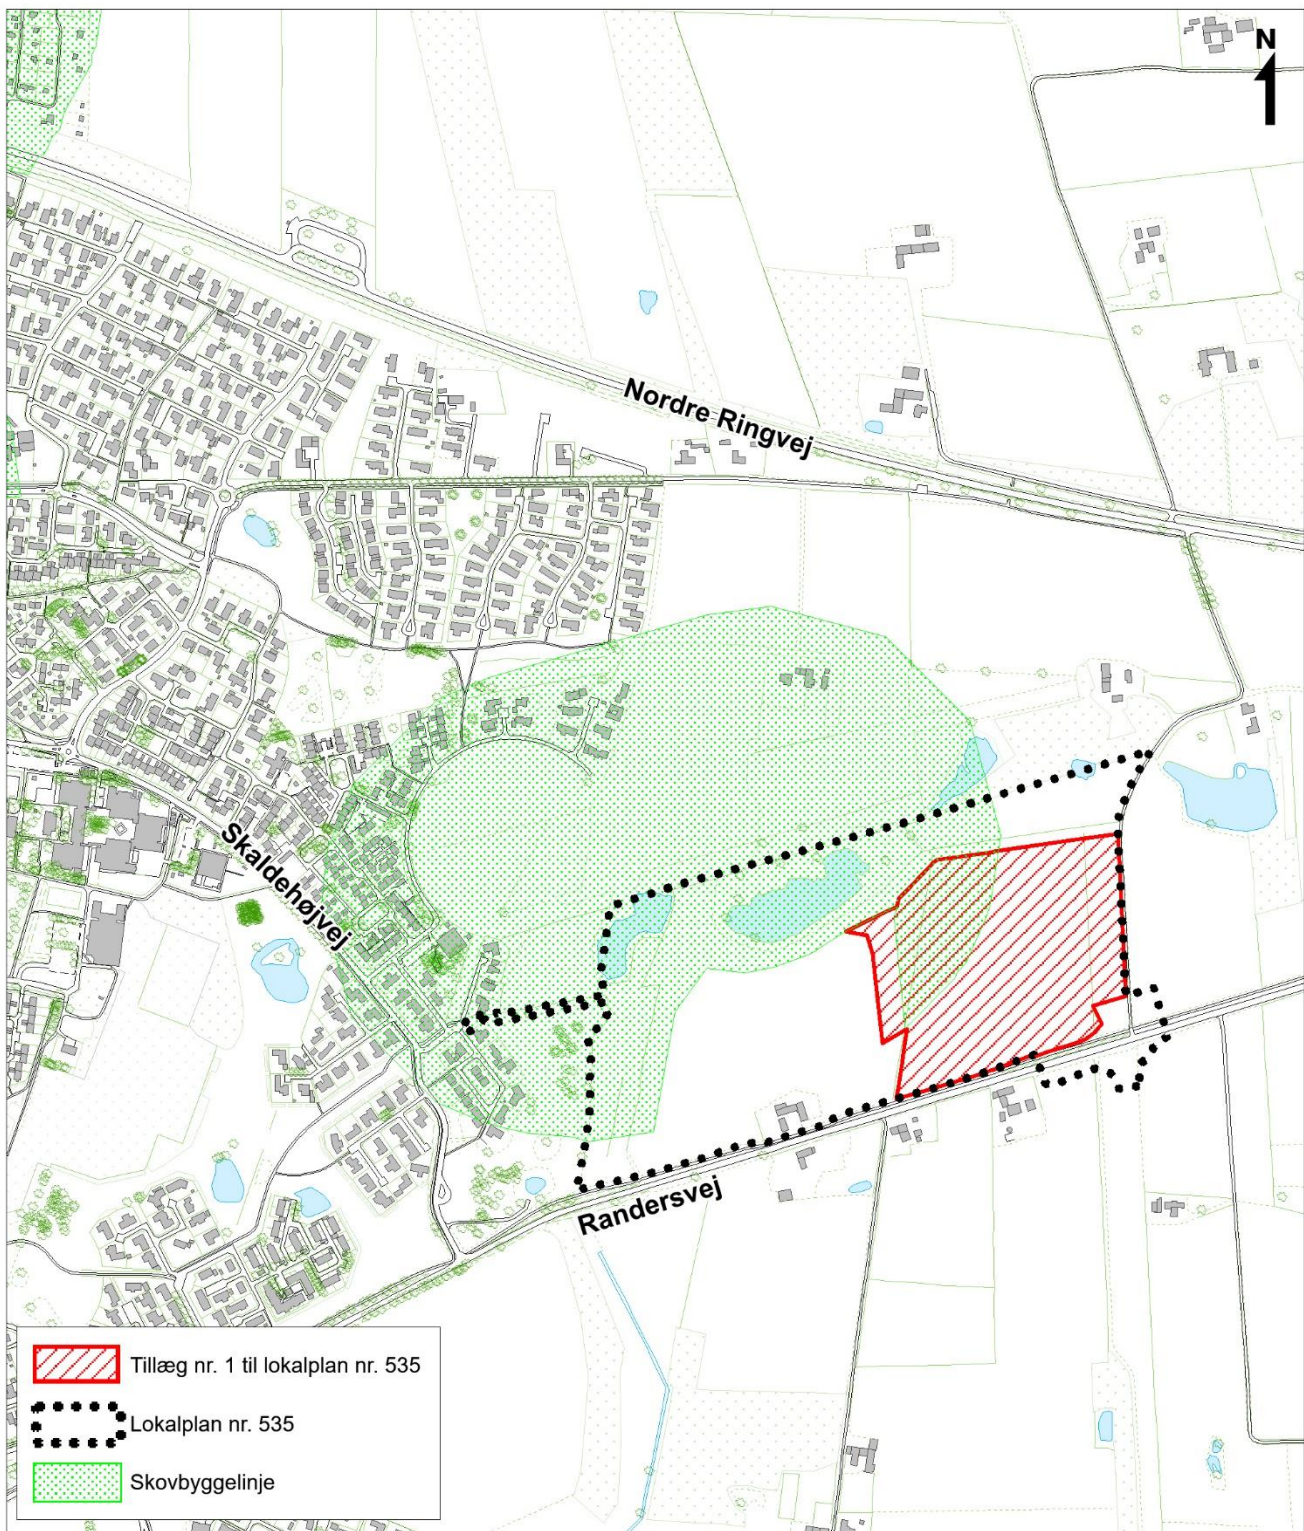 N
Nordre Ringvej
Skaldehøjvej
Randersvej
Tillæg nr. 1 til lokalplan nr. 535
Lokalplan nr. 535
Skovbyggelinje